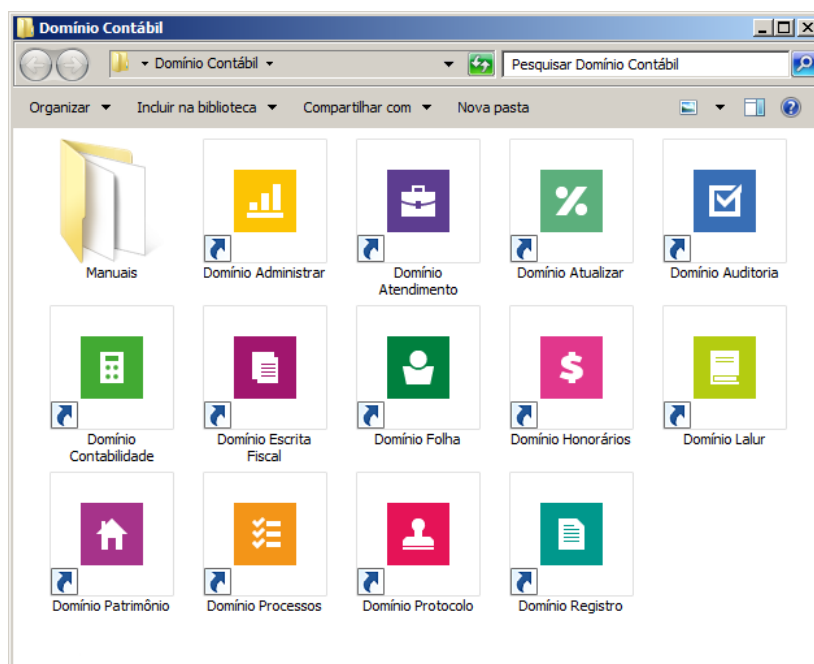 Domínio Contábil
Domínio Contábil
Pesquisar Domínio Contábil
Organizar Incluir na biblioteca Compartilhar com Nova pasta
Manuais
Domínio Administrar
Domínio
Atendimento
Domínio Atualizar
Domínio Auditoria
Domínio
Contabilidade
Domínio Escrita
Fiscal
Domínio Folha
Domínio Honorários
Domínio Lalur
Domínio Patrimônio
Domínio Processos
Domínio Protocolo
Domínio Registro